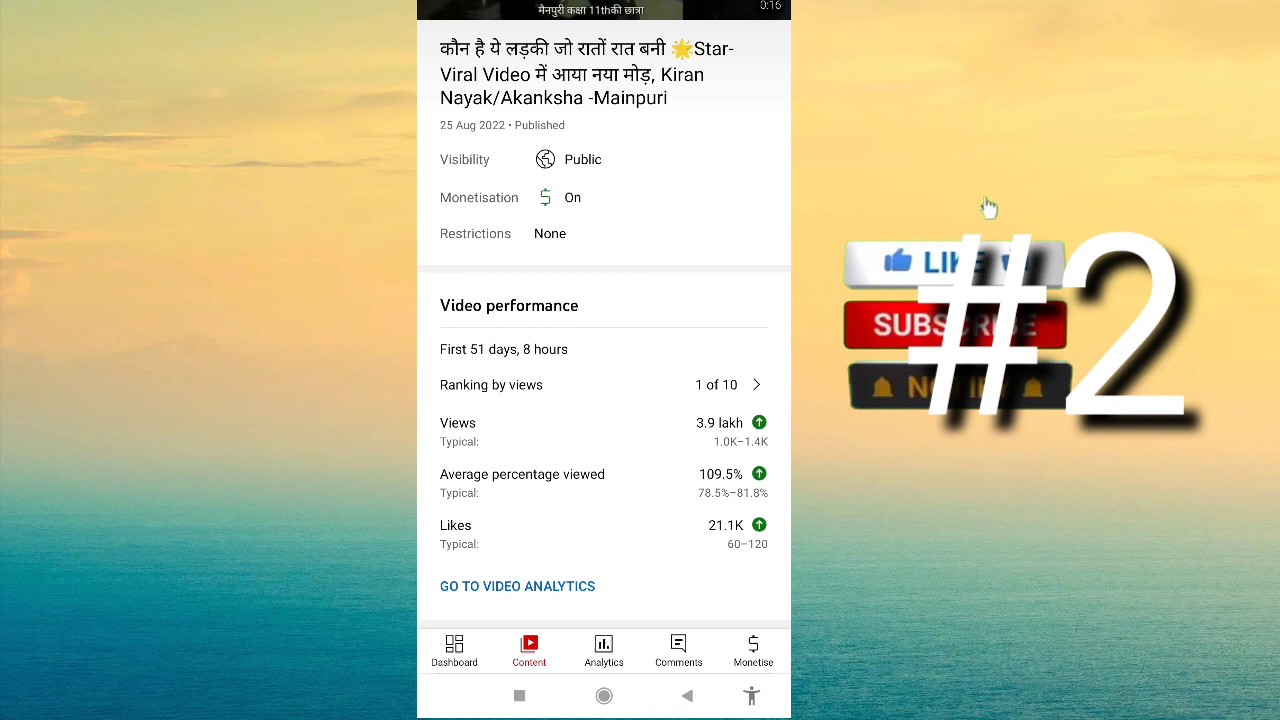 मैनपुरी कक्षा 11thकी छात्रा
0:16
कौन है ये लड़की जो रातों रात बनी 🌟Star-
Viral Video में आया नया मोड़, Kiran
Nayak/Akanksha -Mainpuri
25 Aug 2022 • Published
Visibility Public
Monetisation On
Restrictions None
Video performance
First 51 days, 8 hours
Ranking by views 1 of 10
Views 3.9 lakh
Typical: 1.0K–1.4K
Average percentage viewed 109.5%
Typical: 78.5%–81.8%
Likes 21.1K
Typical: 60–120
GO TO VIDEO ANALYTICS
Dashboard Content Analytics Comments Monetise
LIKE
SUBSCRIBE
#2